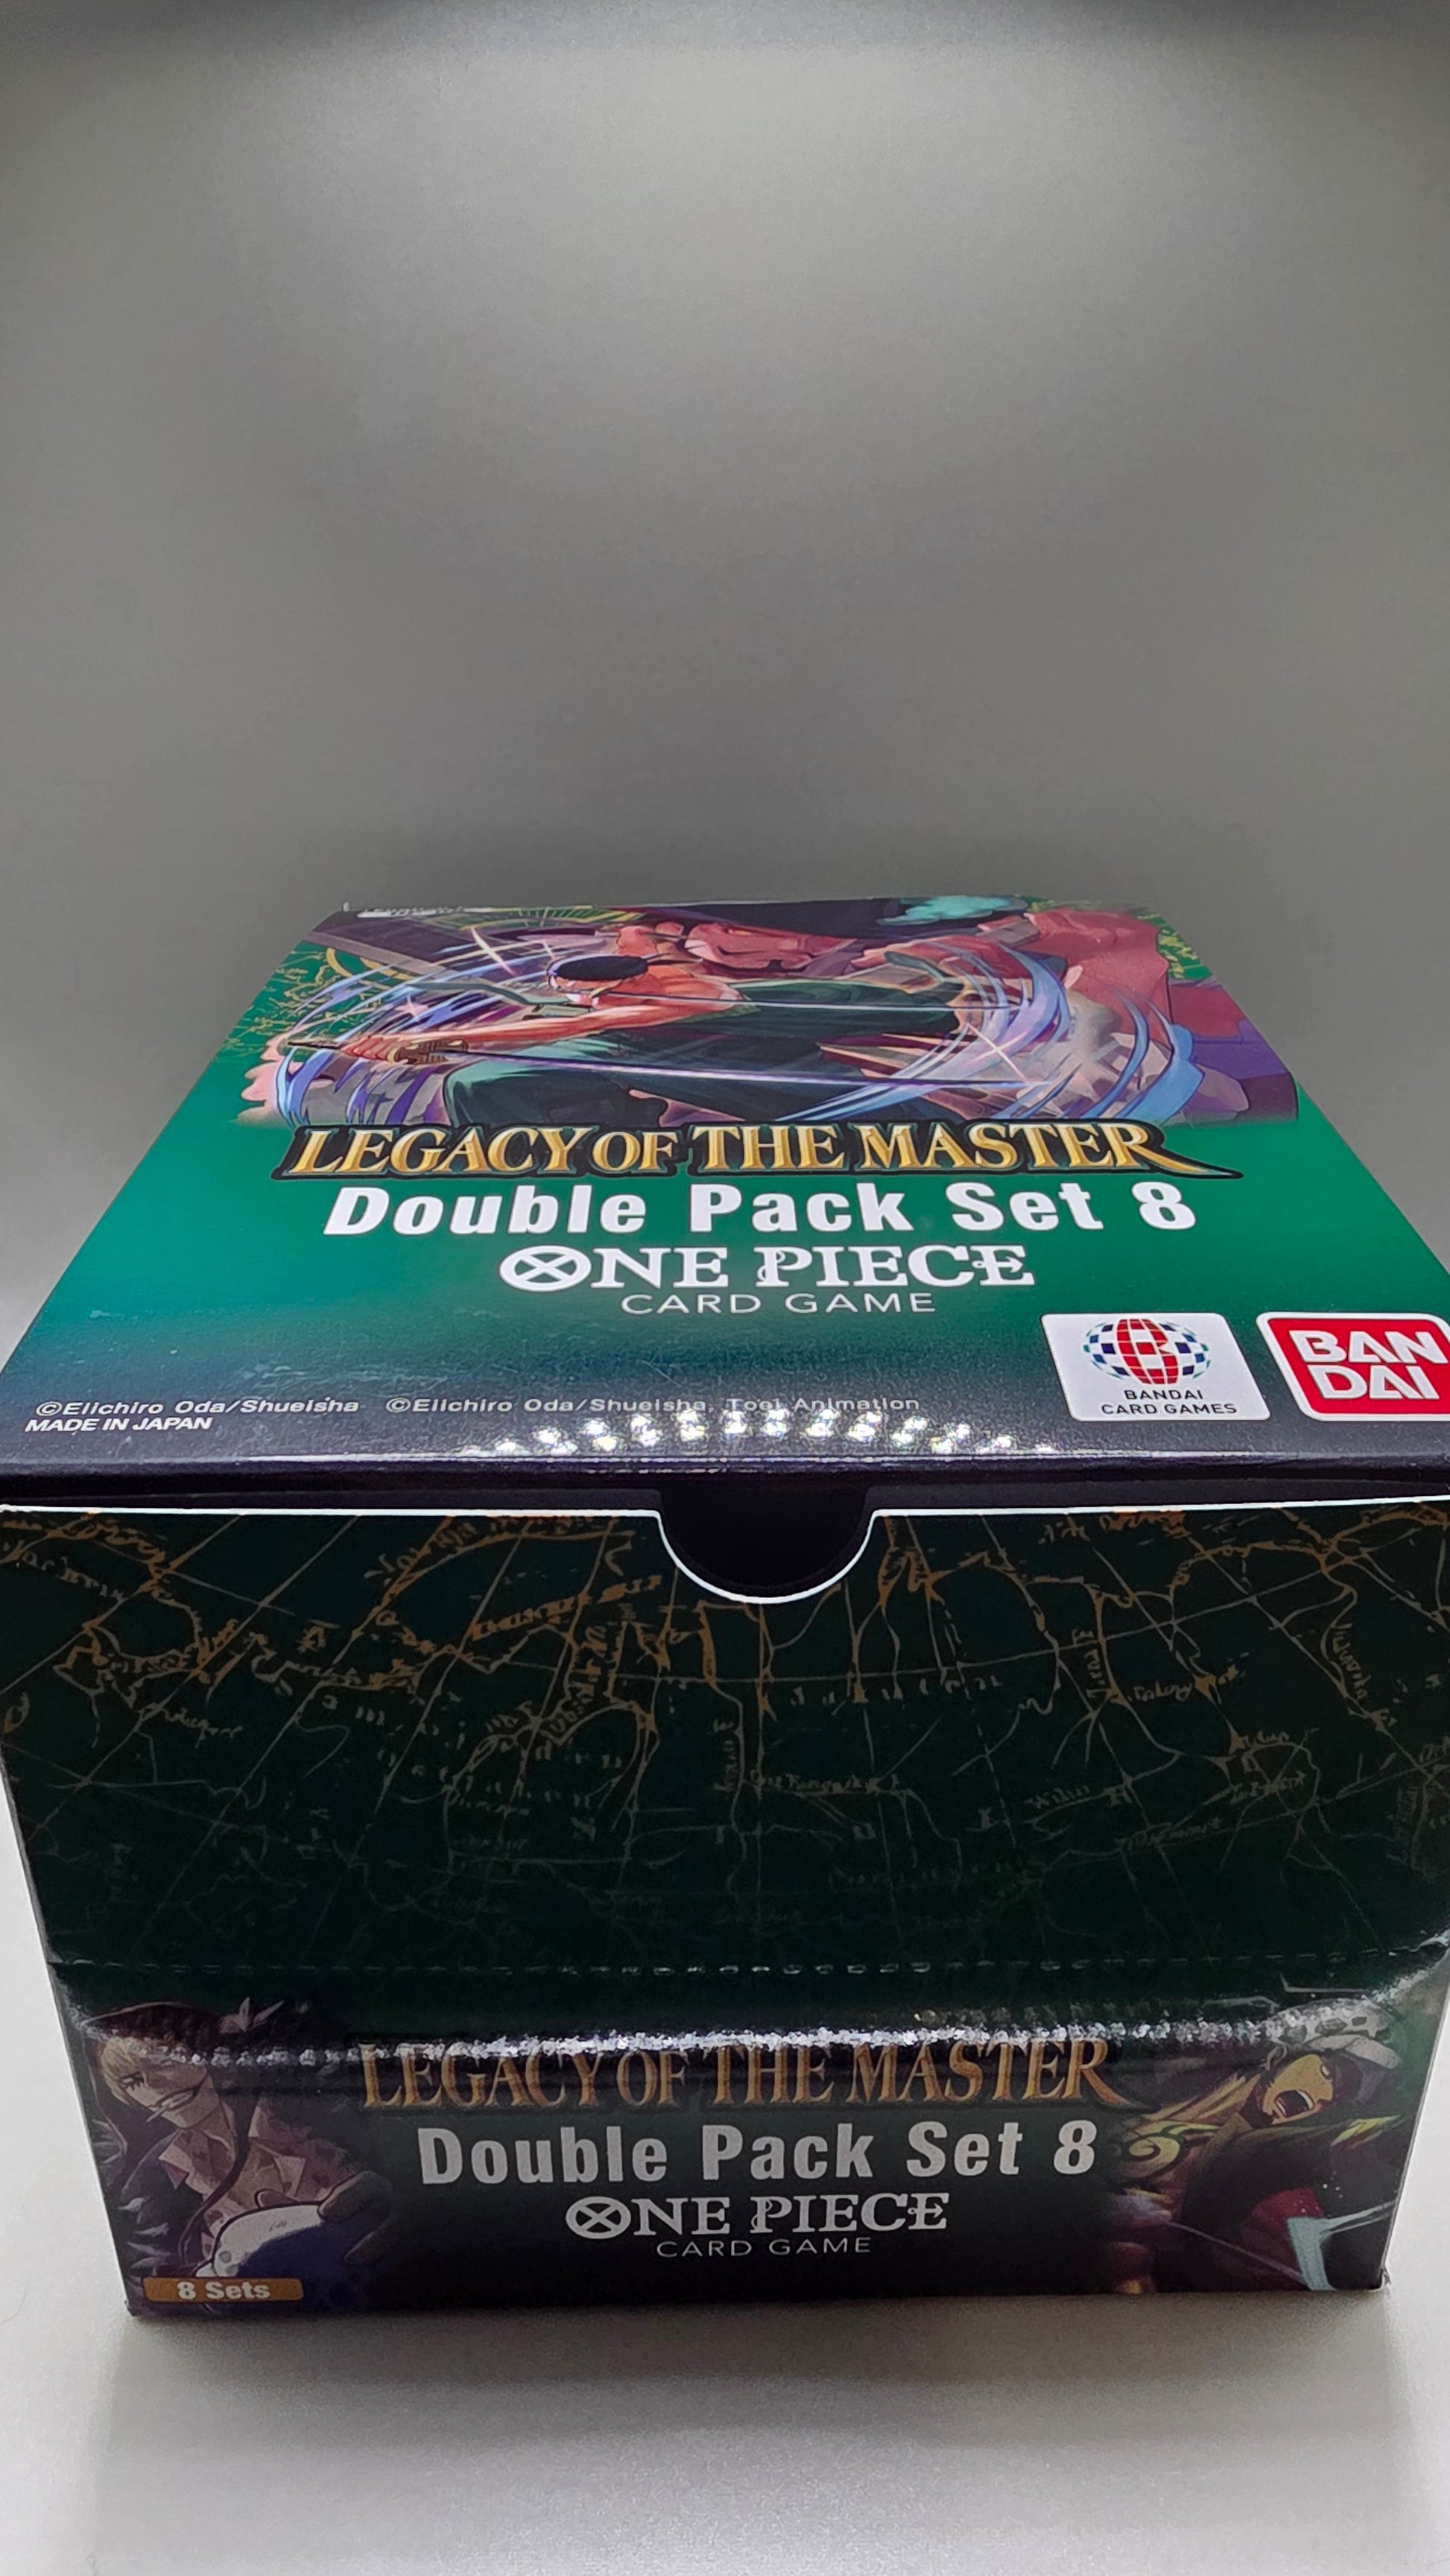 LEGACY OF THE MASTER
Double Pack Set 8
ONE PIECE
CARD GAME
BANDAI
CARD GAMES
BAN
DAI
©Eiichiro Oda/Shueisha ©Eiichiro Oda/Shueisha, Toei Animation
MADE IN JAPAN
LEGACY OF THE MASTER
Double Pack Set 8
ONE PIECE
CARD GAME
8 Sets